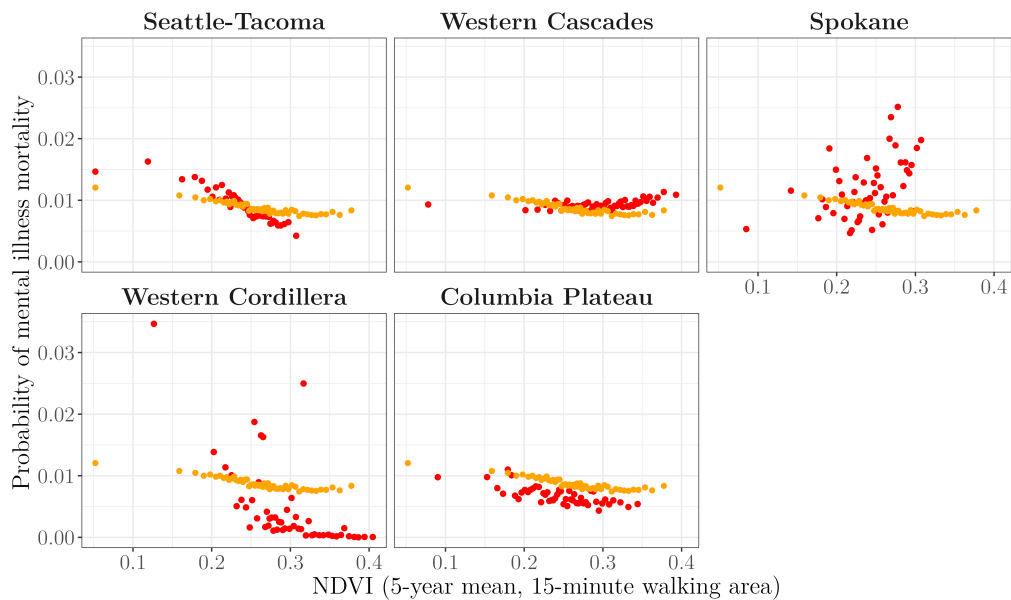 Seattle-Tacoma
Western Cascades
Spokane
0.03
0.02
0.01
0.00
0.1
0.2
0.3
0.4
Western Cordillera
Columbia Plateau
0.03
0.02
0.01
0.00
0.1
0.2
0.3
0.4
0.1
0.2
0.3
0.4
Probability of mental illness mortality
NDVI (5-year mean, 15-minute walking area)